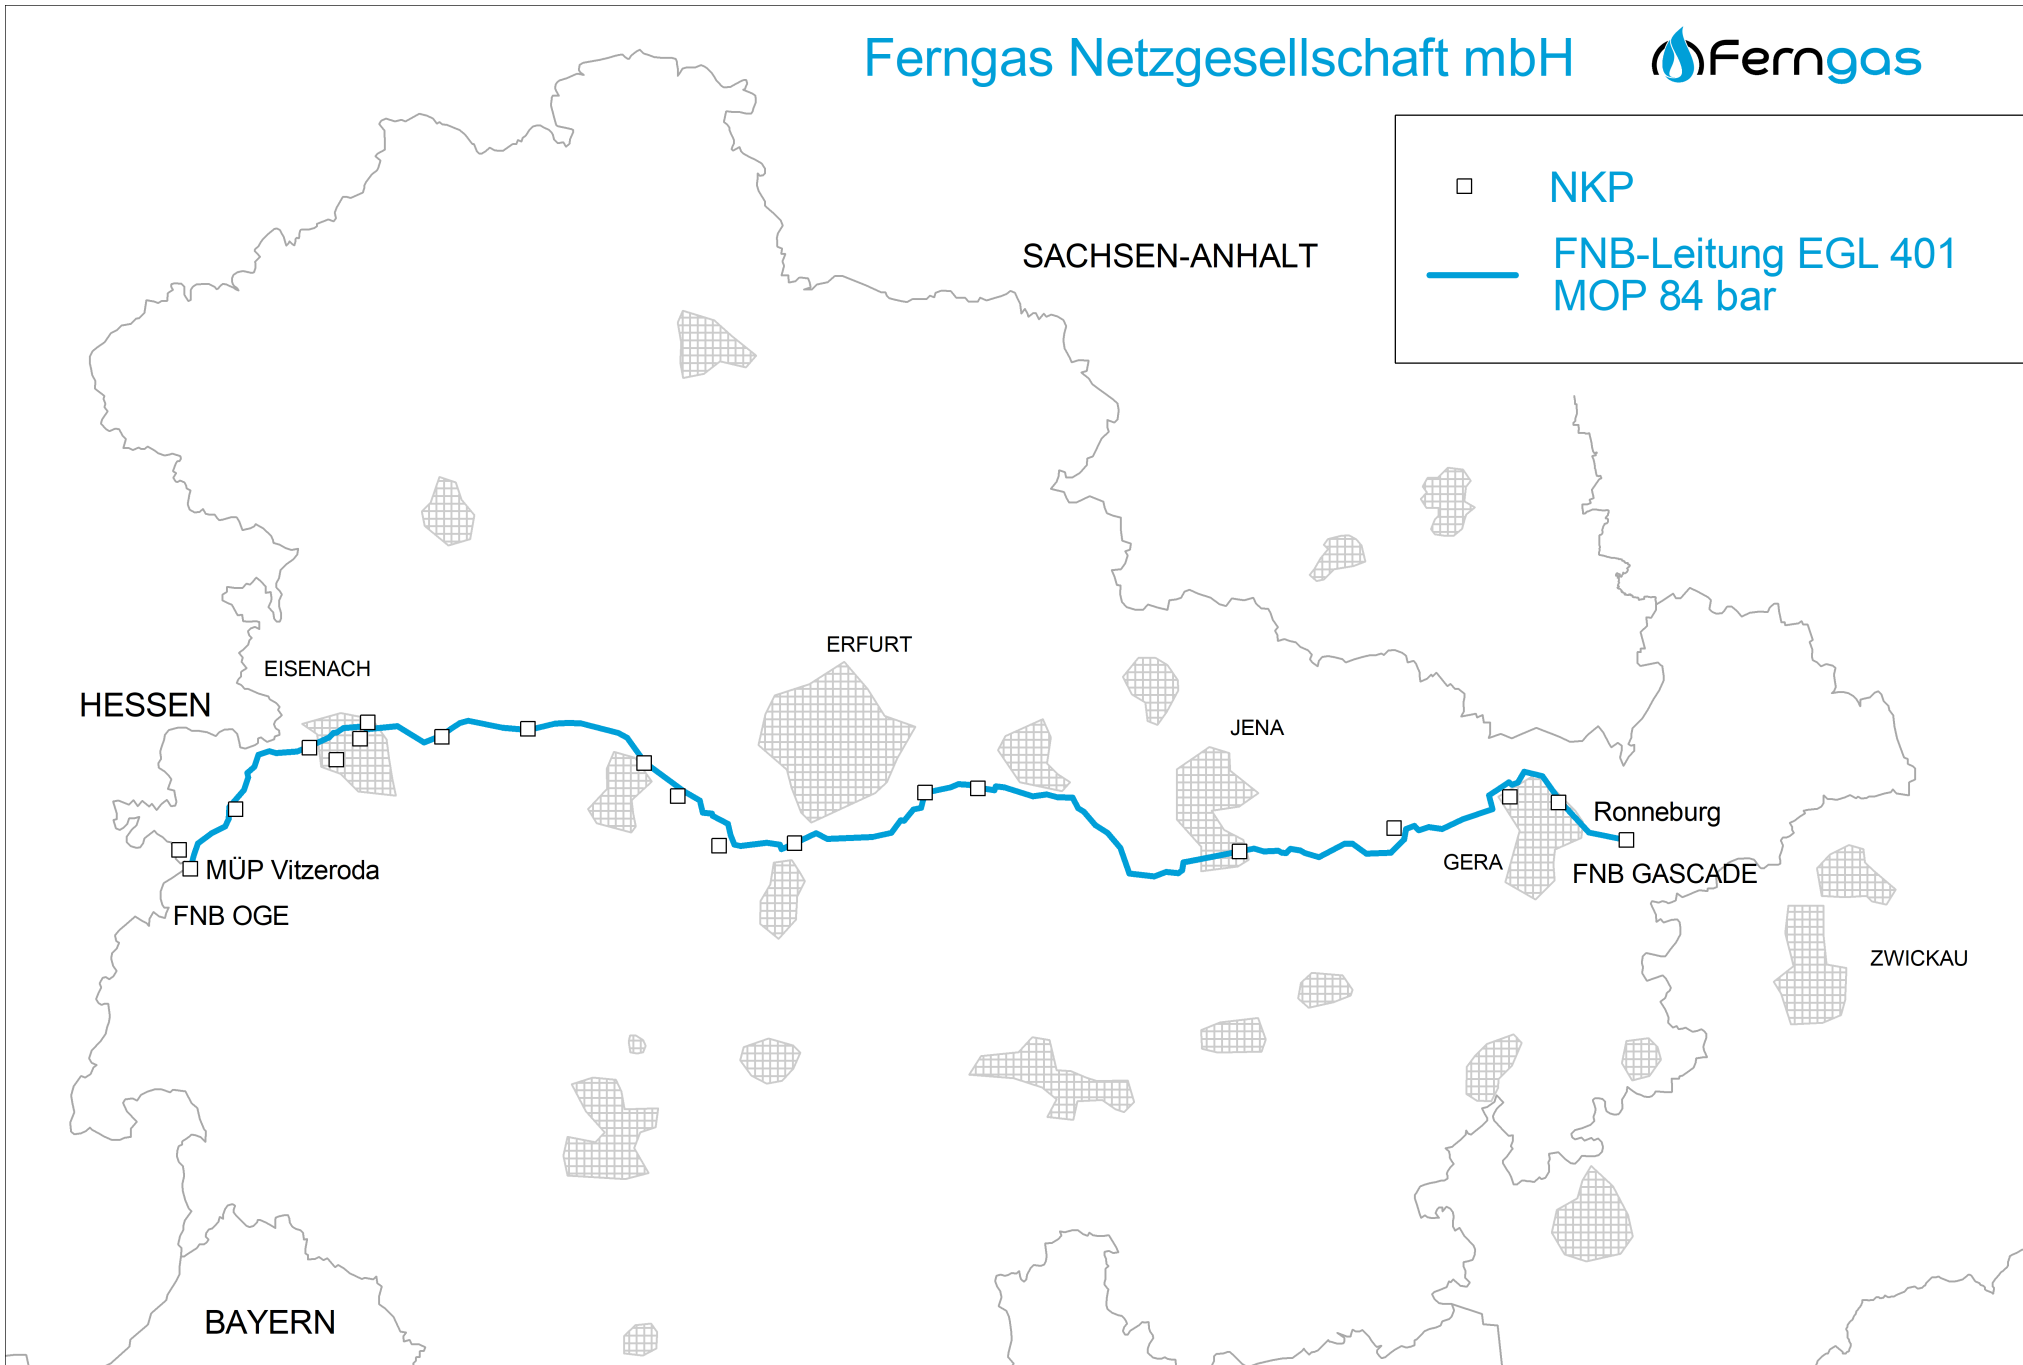 Ferngas Netzgesellschaft mbH
Ferngas
NKP
FNB-Leitung EGL 401
MOP 84 bar
SACHSEN-ANHALT
ERFURT
EISENACH
HESSEN
JENA
Ronneburg
GERA
FNB GASCADE
MÜP Vitzeroda
FNB OGE
ZWICKAU
BAYERN